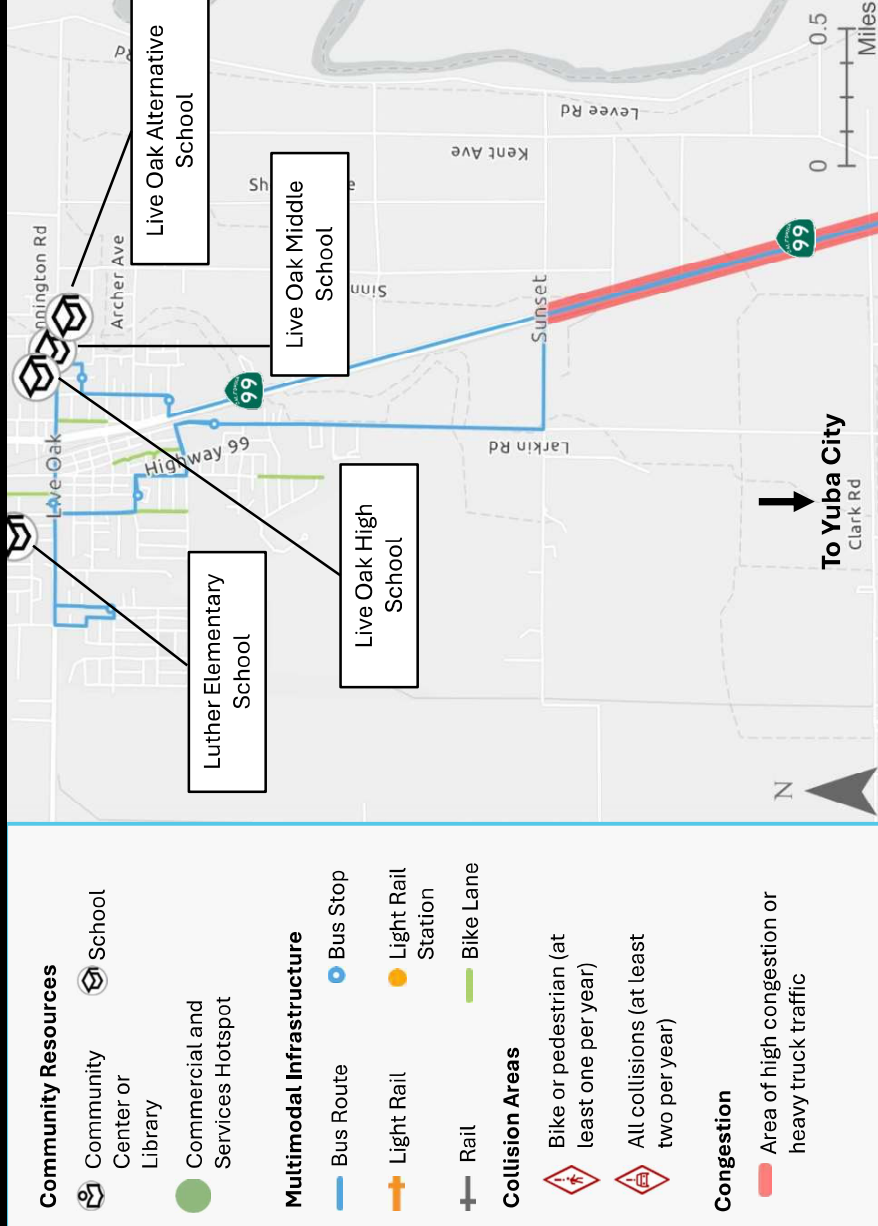 Community Resources
Community
Center or
Library
School
Commercial and
Services Hotspot
Multimodal Infrastructure
Bus Route
Bus Stop
Light Rail
Light Rail
Station
Rail
Bike Lane
Collision Areas
Bike or pedestrian (at
least one per year)
All collisions (at least
two per year)
Congestion
Area of high congestion or
heavy truck traffic
N
Luther Elementary
School
Live Oak High
School
Live Oak Middle
School
Live Oak Alternative
School
Live Oak
Highway 99
Archer Ave
Rd
99
Larkin Rd
Sunset
Kent Ave
Levee Rd
99
To Yuba City
Clark Rd
0
0.5
Miles